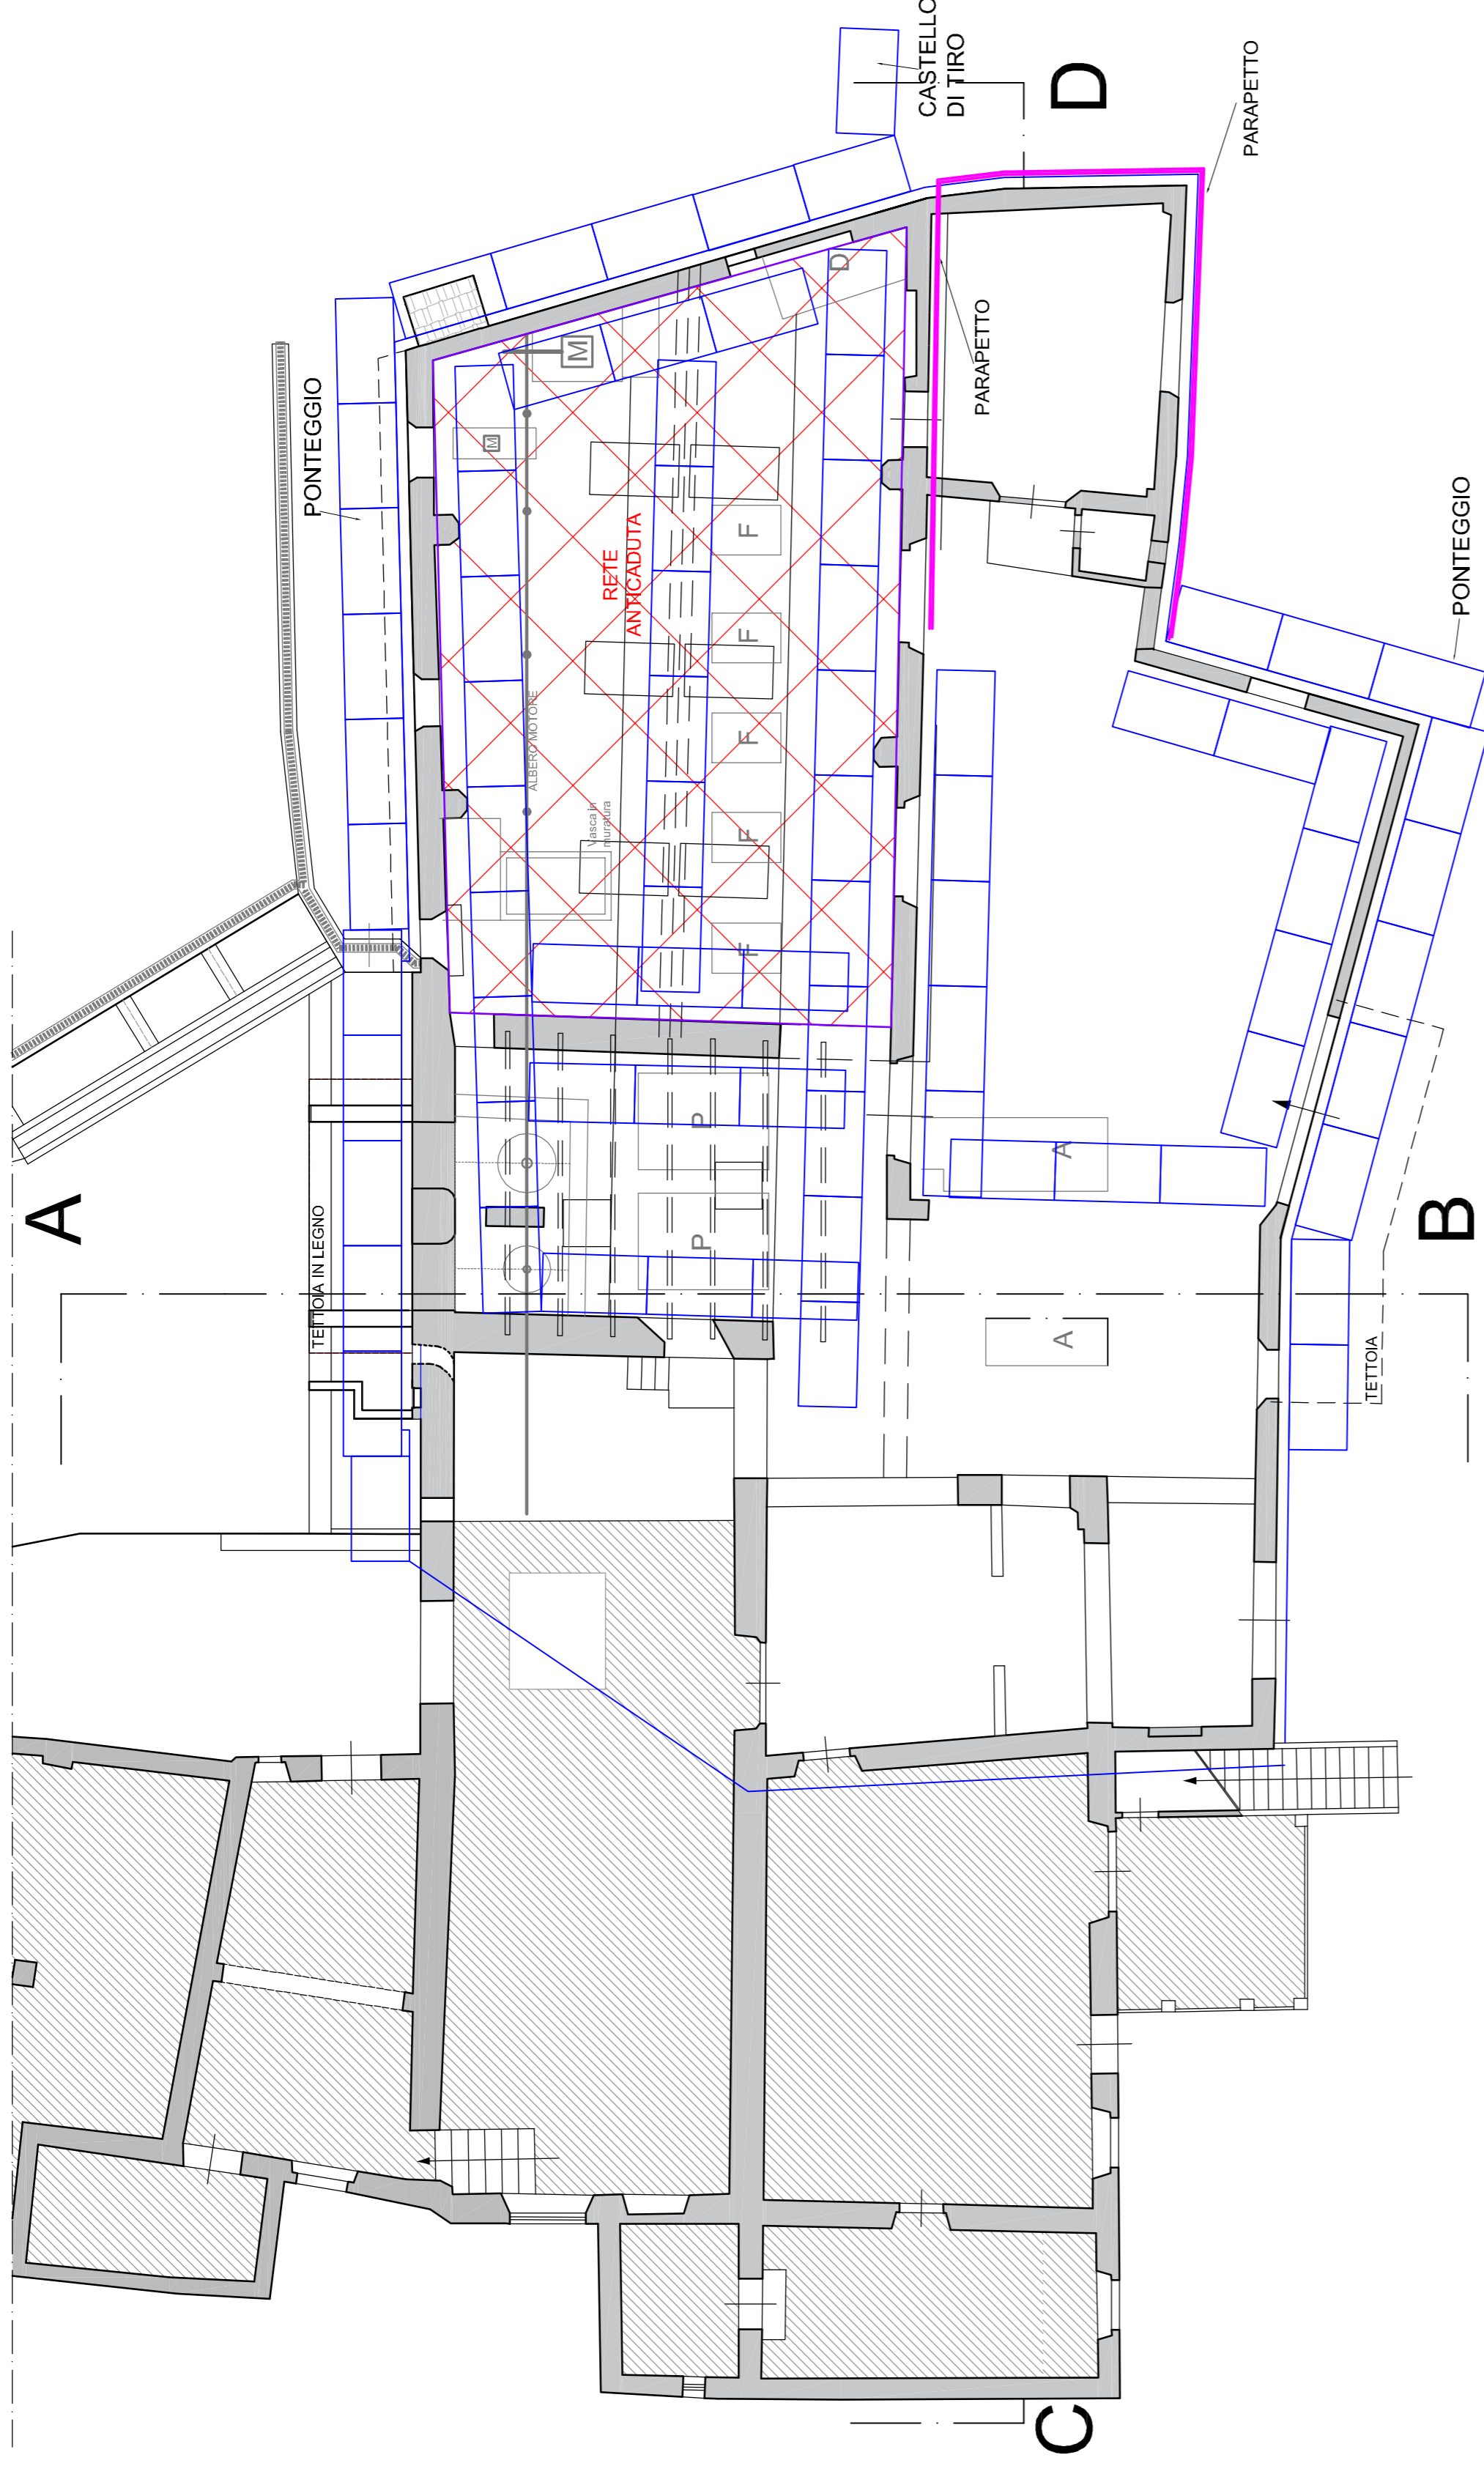 CASTELLO
DI TIRO
D
PARAPETTO
PONTEGGIO
PARAPETTO
D
M
M
RETE
ANTICADUTA
F
F
F
F
F
ALBERO MOTORE
Vasca in
muratura
PONTEGGIO
A
TETTOIA IN LEGNO
P
P
A
A
B
TETTOIA
C